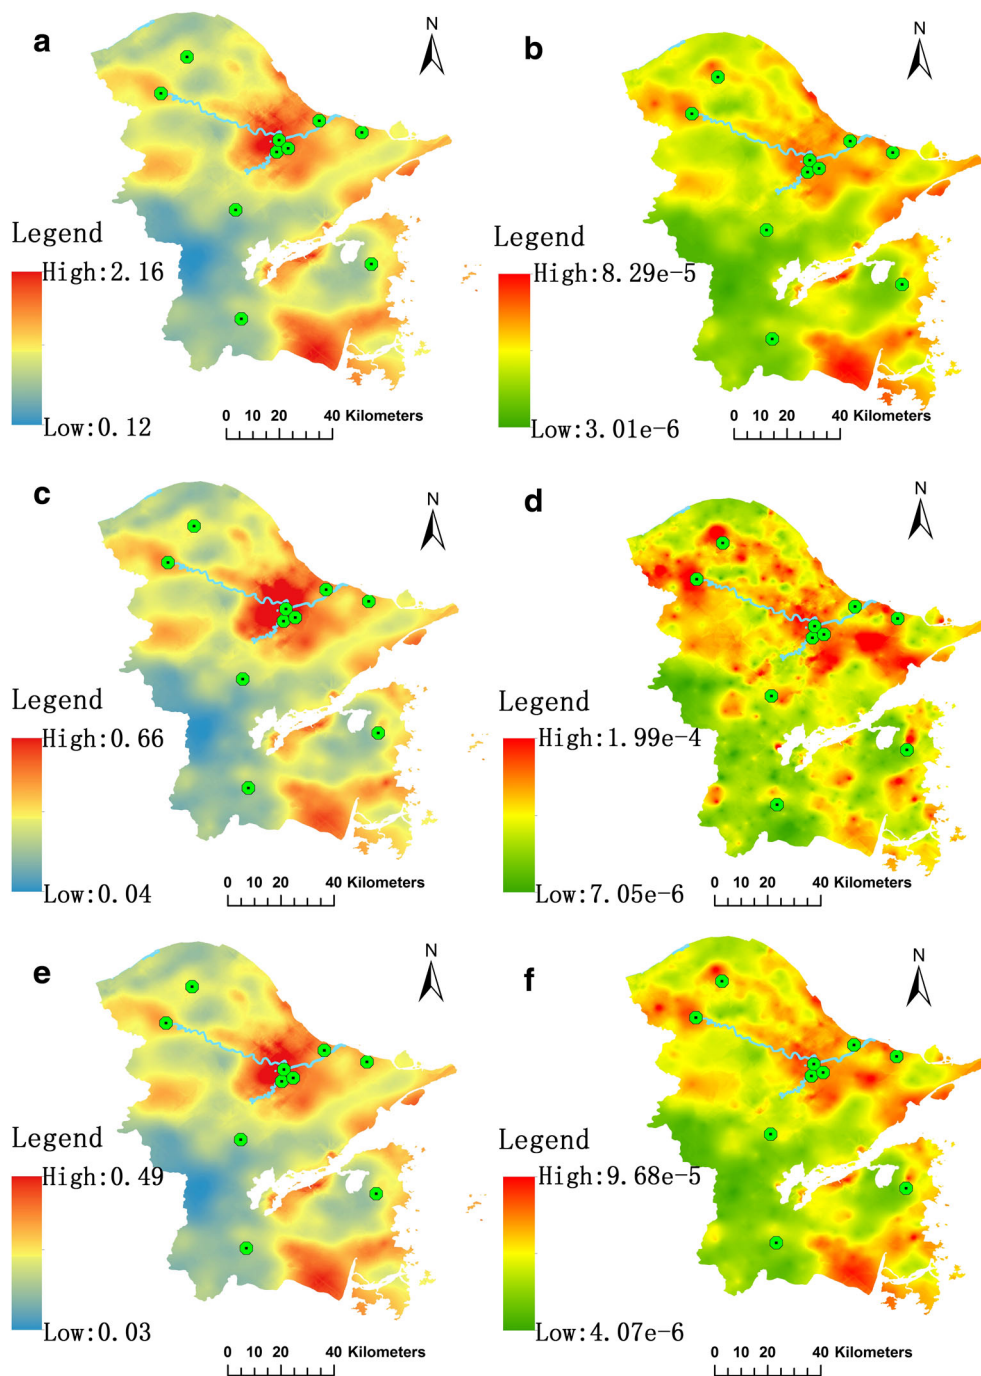 a
N
Legend
High:2.16
Low:0.12
0 10 20 40 Kilometers
b
N
Legend
High:8.29e-5
Low:3.01e-6
0 10 20 40 Kilometers
c
N
Legend
High:0.66
Low:0.04
0 10 20 40 Kilometers
d
N
Legend
High:1.99e-4
Low:7.05e-6
0 10 20 40 Kilometers
e
N
Legend
High:0.49
Low:0.03
0 10 20 40 Kilometers
f
N
Legend
High:9.68e-5
Low:4.07e-6
0 10 20 40 Kilometers